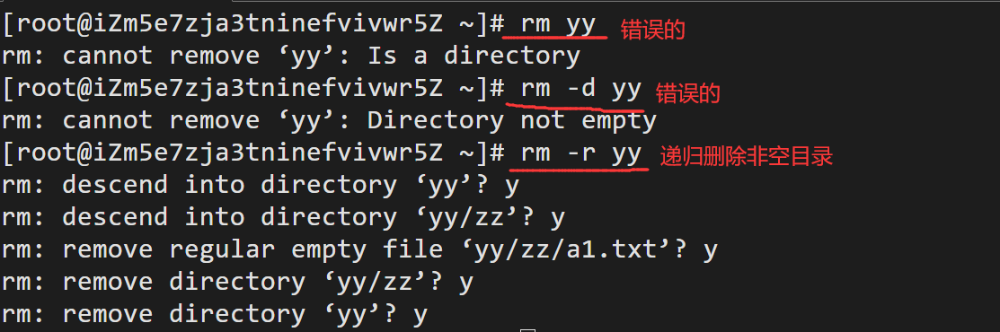 [root@iZm5e7zja3tninefvivwr5Z ~]# rm yy 错误的
rm: cannot remove ‘yy’: Is a directory
[root@iZm5e7zja3tninefvivwr5Z ~]# rm -d yy 错误的
rm: cannot remove ‘yy’: Directory not empty
[root@iZm5e7zja3tninefvivwr5Z ~]# rm -r yy 递归删除非空目录
rm: descend into directory ‘yy’? y
rm: descend into directory ‘yy/zz’? y
rm: remove regular empty file ‘yy/zz/a1.txt’? y
rm: remove directory ‘yy/zz’? y
rm: remove directory ‘yy’? y